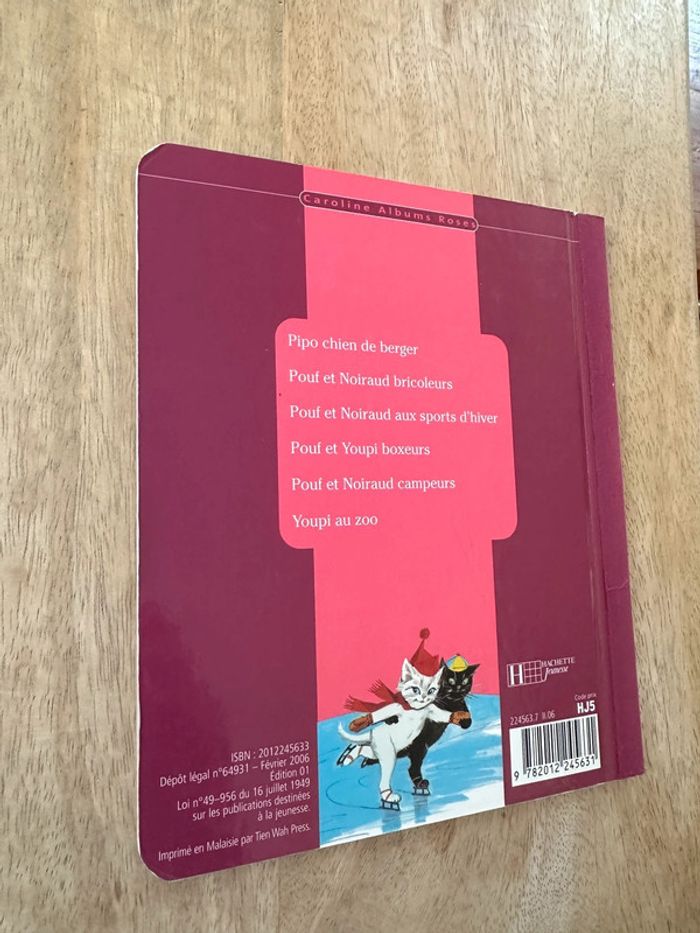 Caroline Albums Roses
Pipo chien de berger
Pouf et Noiraud bricoleurs
Pouf et Noiraud aux sports d'hiver
Pouf et Youpi boxeurs
Pouf et Noiraud campeurs
Youpi au zoo
ISBN : 2012245633
Dépôt légal n°64931 – Février 2006
Édition 01
Loi n°49-956 du 16 juillet 1949
sur les publications destinées
à la jeunesse.
Imprimé en Malaisie par Tien Wah Press.
H HACHETTE
Jeunesse
Code prix
224563.7 II.06 HJ5
9 782012 245631